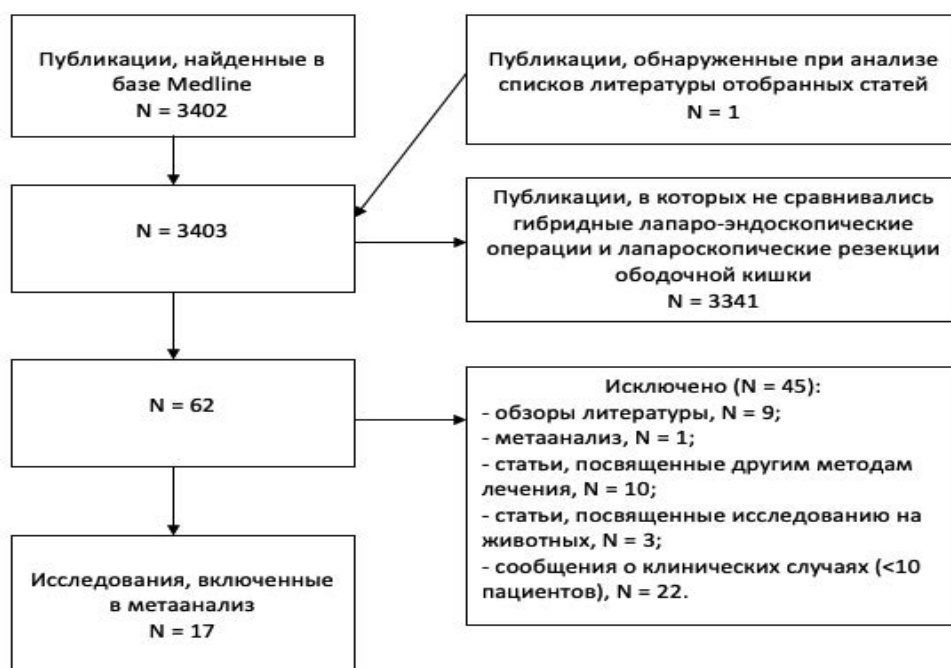 Публикации, найденные в
базе Medline
N = 3402
Публикации, обнаруженные при анализе
списков литературы отобранных статей
N = 1
N = 3403
Публикации, в которых не сравнивались
гибридные лапаро-эндоскопические
операции и лапароскопические резекции
ободочной кишки
N = 3341
N = 62
Исключено (N = 45):
- обзоры литературы, N = 9;
- метаанализ, N = 1;
- статьи, посвященные другим методам
лечения, N = 10;
- статьи, посвященные исследованию на
животных, N = 3;
- сообщения о клинических случаях (<10
пациентов), N = 22.
Исследования, включенные
в метаанализ
N = 17